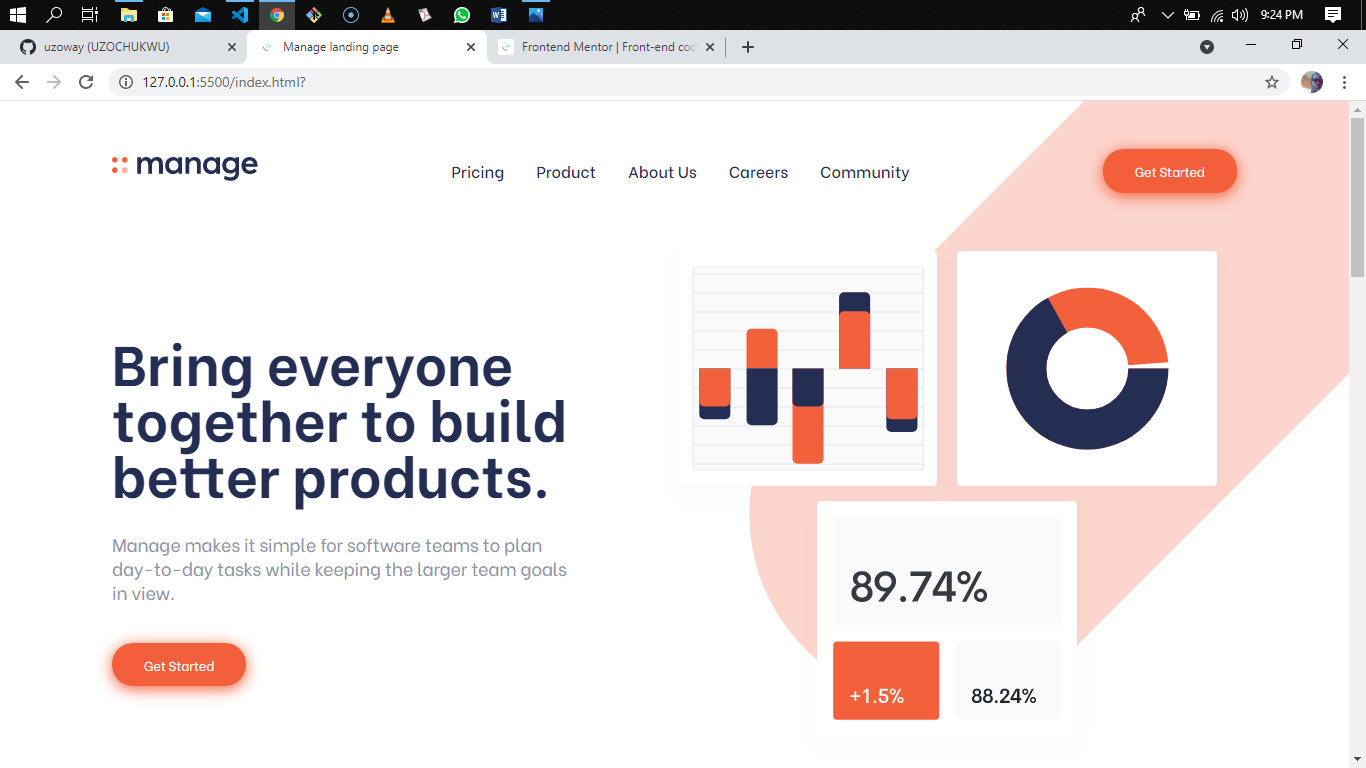 9:24 PM
uzoway (UZOCHUKWU)
Manage landing page
Frontend Mentor | Front-end cod
127.0.0.1:5500/index.html?
manage
Pricing
Product
About Us
Careers
Community
Get Started
Bring everyone
together to build
better products.
Manage makes it simple for software teams to plan
day-to-day tasks while keeping the larger team goals
in view.
Get Started
89.74%
+1.5%
88.24%